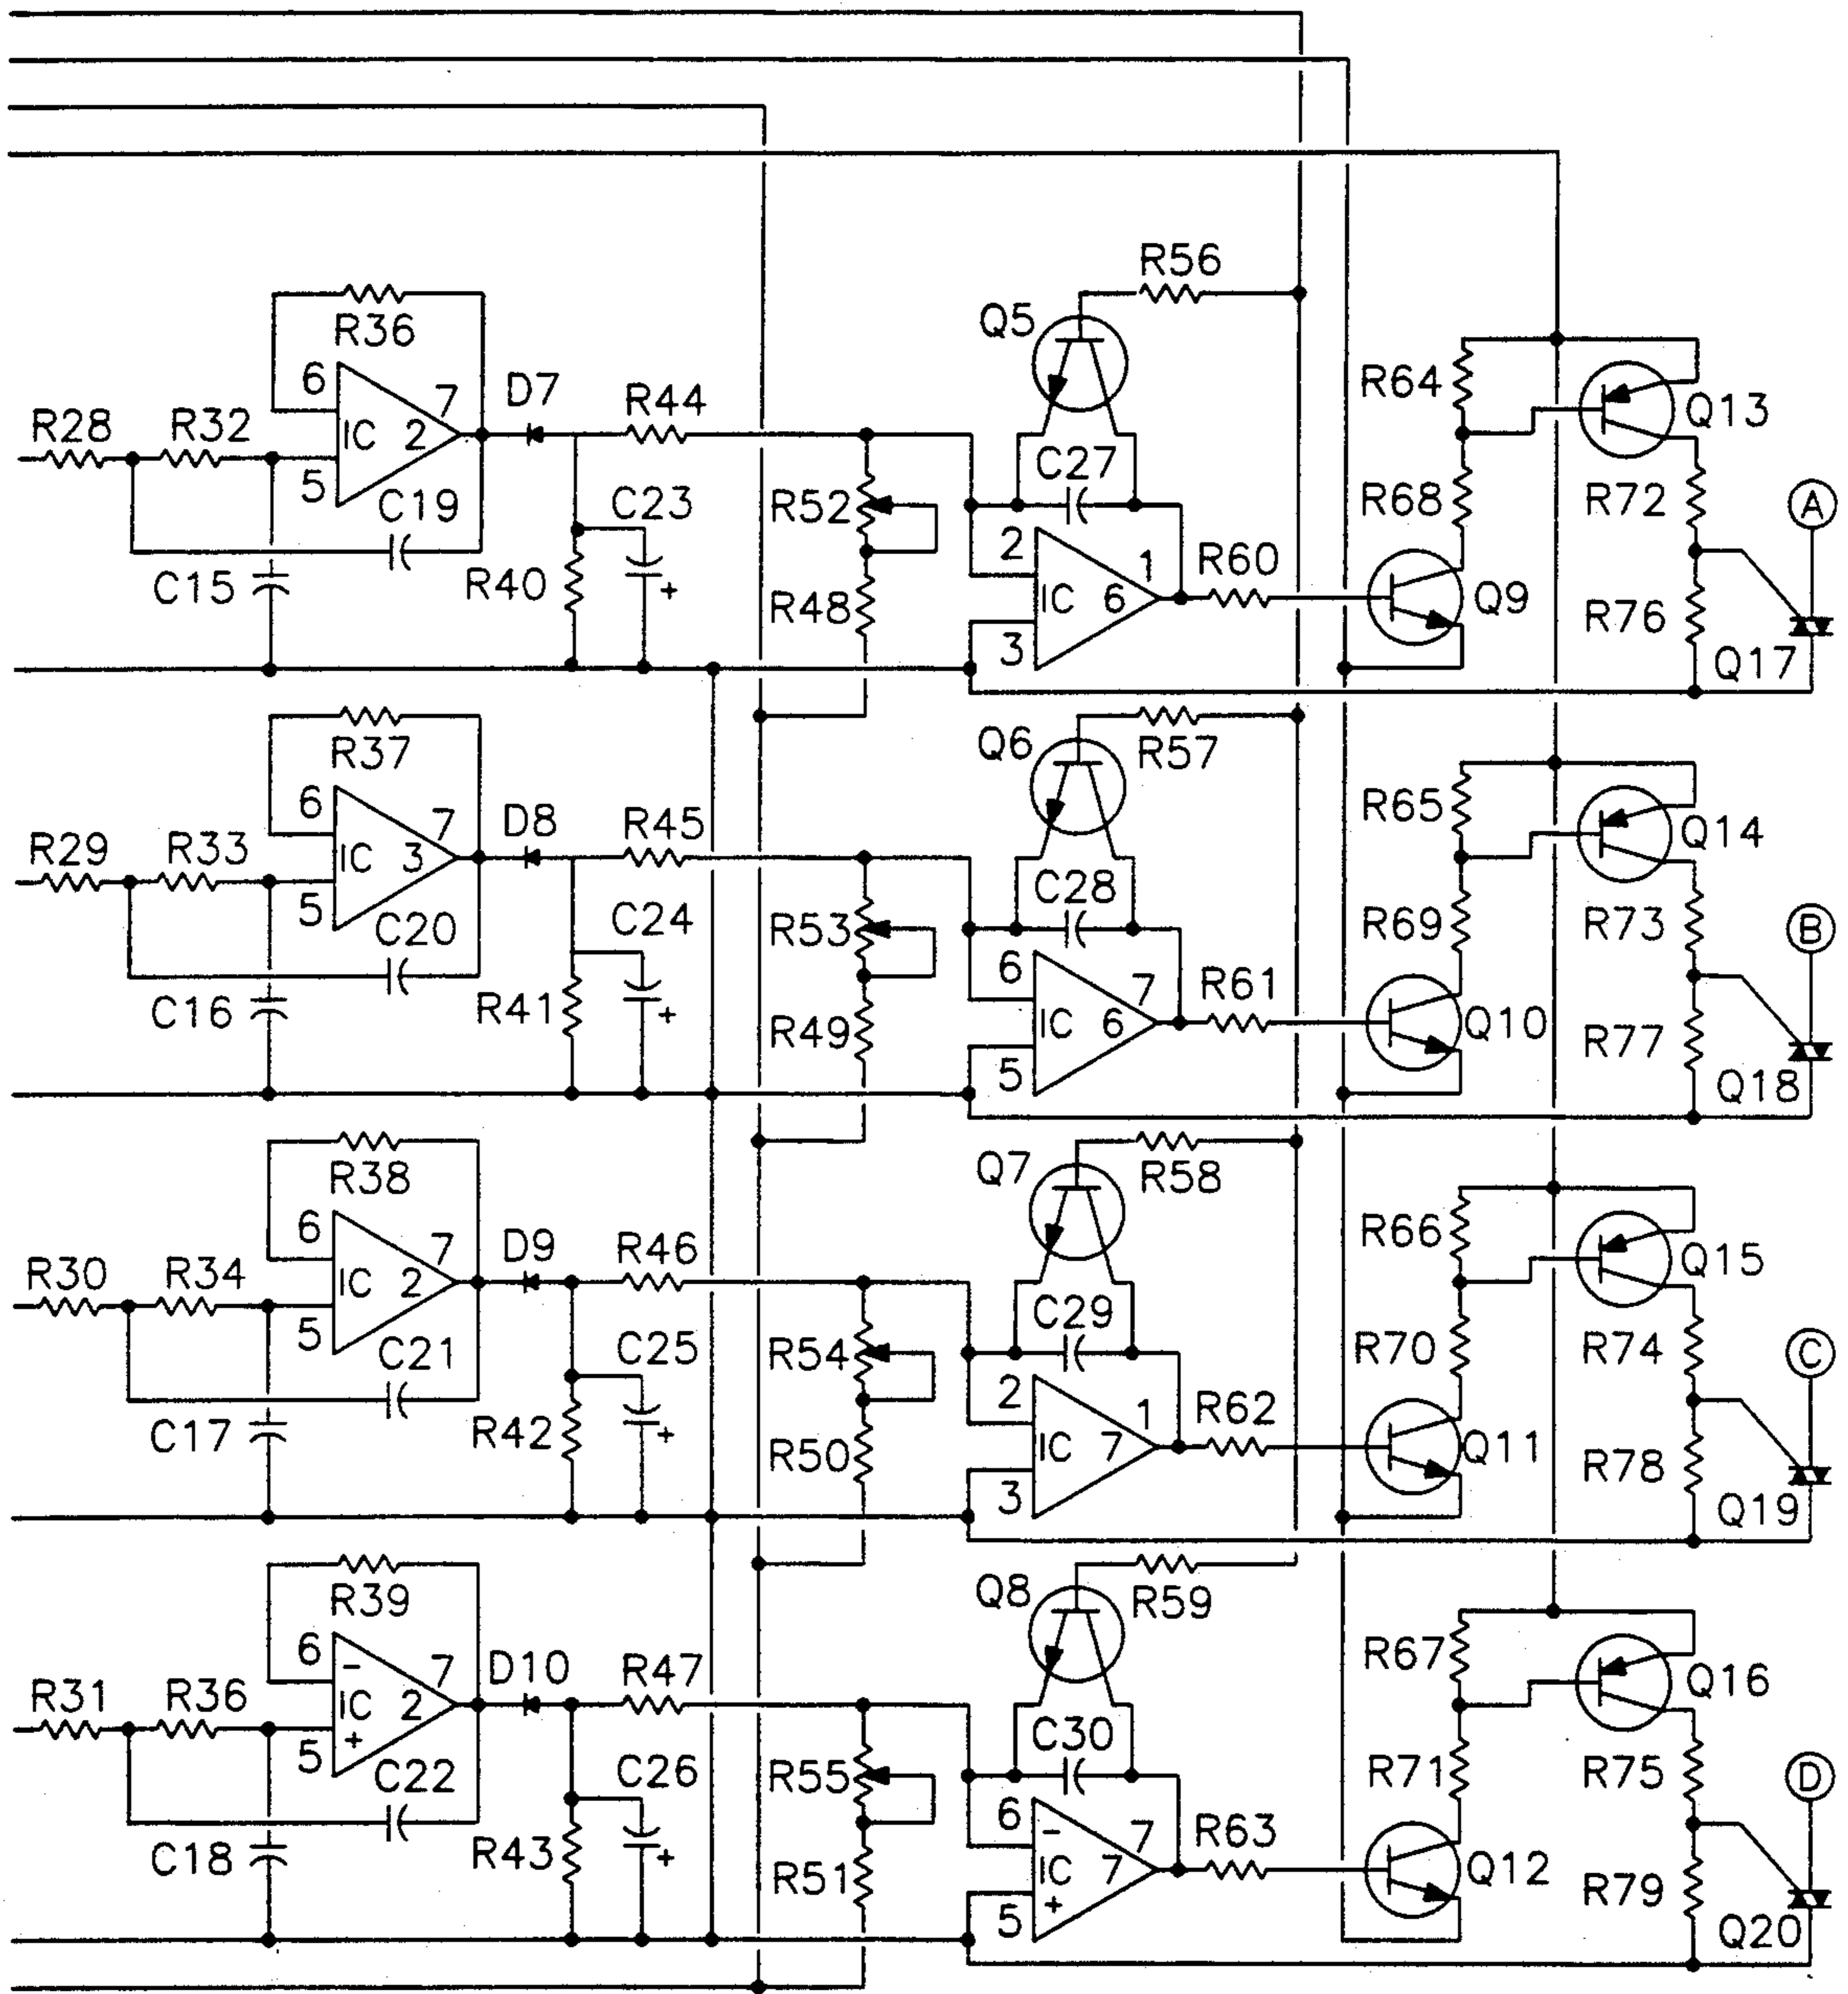 R56
Q5
R36
6
7
D7
R44
R64
Q13
R28
R32
IC 2
5
C19
C23
R52
C27
R68
R72
A
2
1
R60
C15
R40
+
R48
IC 6
Q9
R76
3
Q17
R37
Q6
R57
6
7
D8
R45
R65
Q14
R29
R33
IC 3
5
C20
C24
R53
C28
R69
R73
B
6
7
R61
C16
R41
+
R49
IC 6
Q10
R77
5
Q18
R38
Q7
R58
6
7
D9
R46
R66
Q15
R30
R34
IC 2
5
C21
C25
R54
C29
R70
R74
C
2
1
R62
C17
R42
+
R50
IC 7
Q11
R78
3
Q19
R39
Q8
R59
6
-
7
D10
R47
R67
Q16
R31
R36
IC 2
5
+
C22
C26
R55
C30
R71
R75
D
6
-
7
R63
C18
R43
+
R51
IC 7
Q12
R79
5
+
Q20